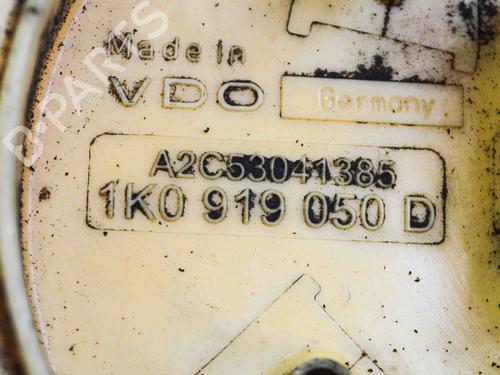 B-PARTS
Made in
VDO Germany
A2C53041385
1K0 919 050 D